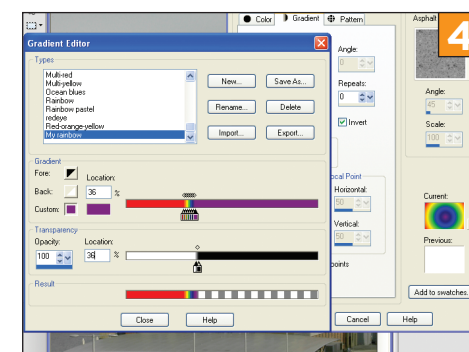 Color Gradient Pattern
Asphalt
4
Gradient Editor
Types
Multi-red
Multi-yellow
Ocean blues
Rainbow
Rainbow pastel
redeye
Red-orange-yellow
My rainbow
New...
Save As...
Rename...
Delete
Import...
Export...
Gradient
Fore:
Location:
Back:
36 %
Custom:
Transparency
Opacity:
Location:
100
36 %
Result
Close
Help
Angle:
0
Repeats:
0
Invert
ocal Point
Horizontal:
50
Vertical:
50
points
Angle:
45
Scale:
100
Current:
Previous:
Add to swatches.
Cancel
Help